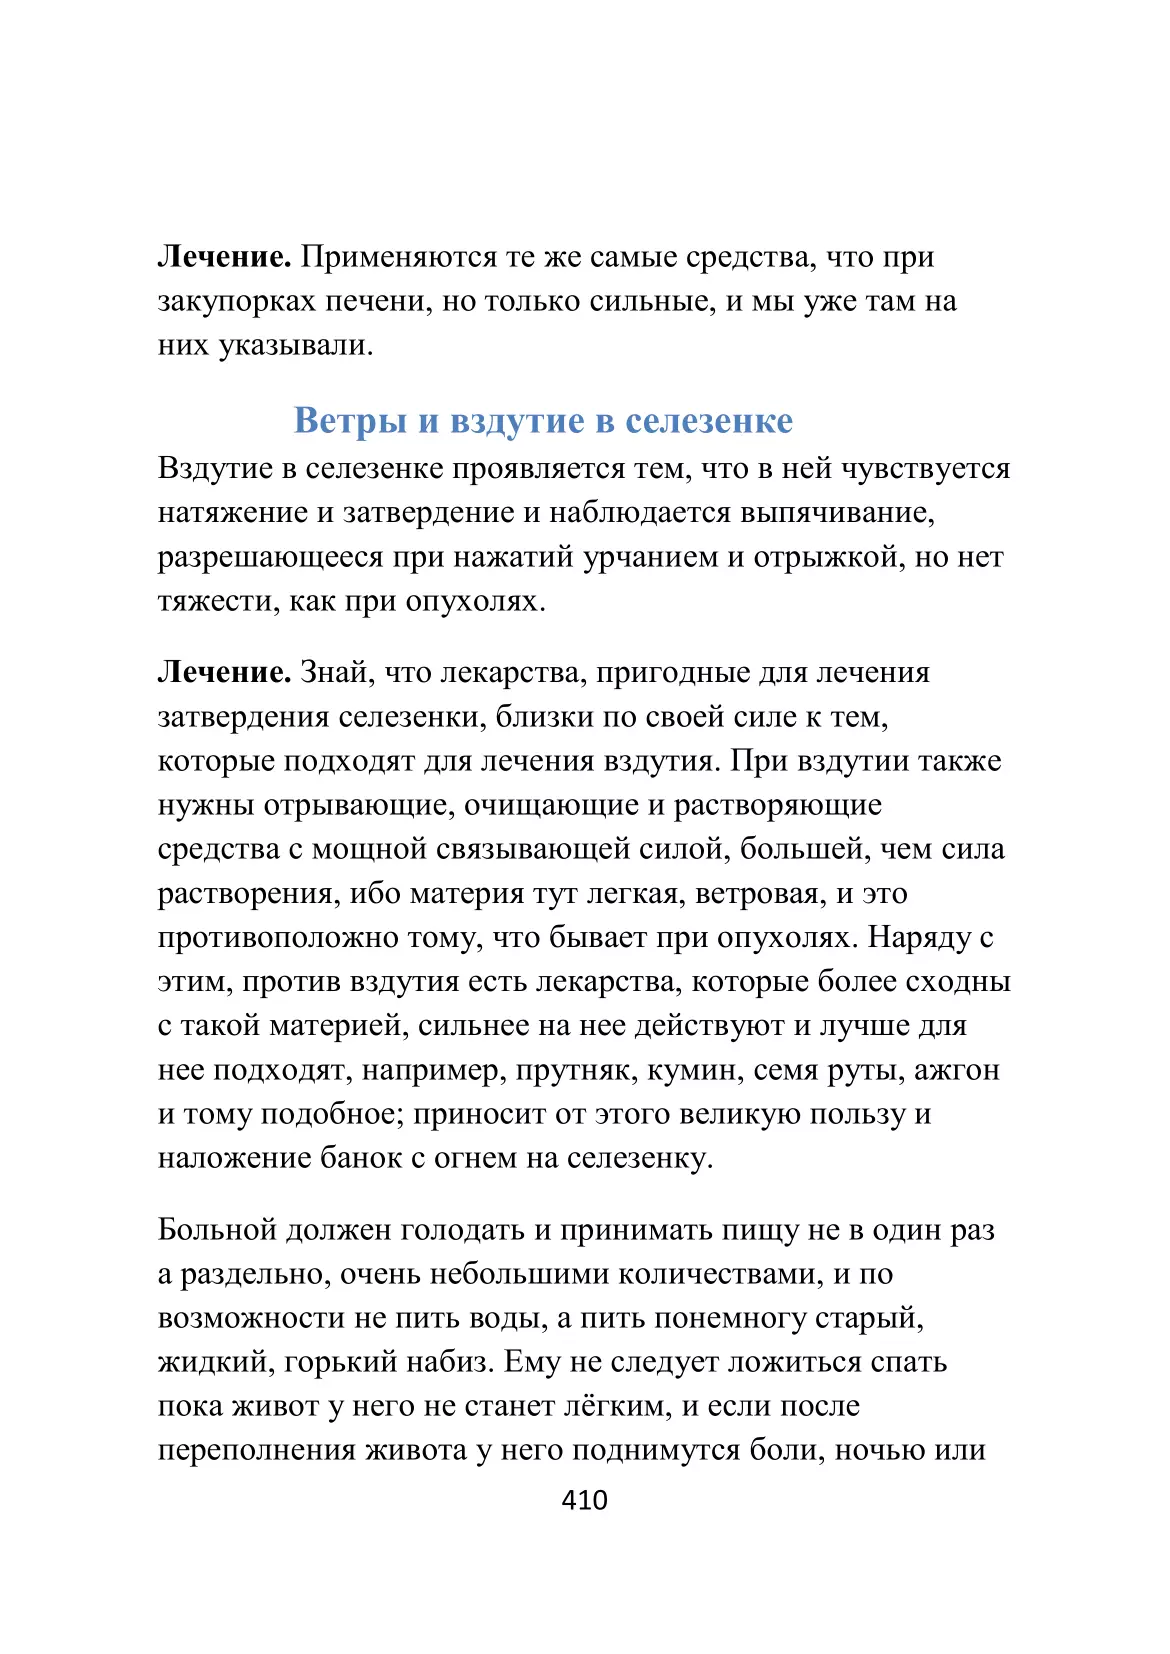 Лечение. Применяются те же самые средства, что при
закупорках печени, но только сильные, и мы уже там на
них указывали.
Ветры и вздутие в селезенке
Вздутие в селезенке проявляется тем, что в ней чувствуется
натяжение и затвердение и наблюдается выпячивание,
разрешающееся при нажатий урчанием и отрыжкой, но нет
тяжести, как при опухолях.
Лечение. Знай, что лекарства, пригодные для лечения
затвердения селезенки, близки по своей силе к тем,
которые подходят для лечения вздутия. При вздутии также
нужны отрывающие, очищающие и растворяющие
средства с мощной связывающей силой, большей, чем сила
растворения, ибо материя тут легкая, ветровая, и это
противоположно тому, что бывает при опухолях. Наряду с
этим, против вздутия есть лекарства, которые более сходны
с такой материей, сильнее на нее действуют и лучше для
нее подходят, например, прутняк, кумин, семя руты, ажгон
и тому подобное; приносит от этого великую пользу и
наложение банок с огнем на селезенку.
Больной должен голодать и принимать пищу не в один раз
а раздельно, очень небольшими количествами, и по
возможности не пить воды, а пить понемногу старый,
жидкий, горький набиз. Ему не следует ложиться спать
пока живот у него не станет лёгким, и если после
переполнения живота у него поднимутся боли, ночью или
410